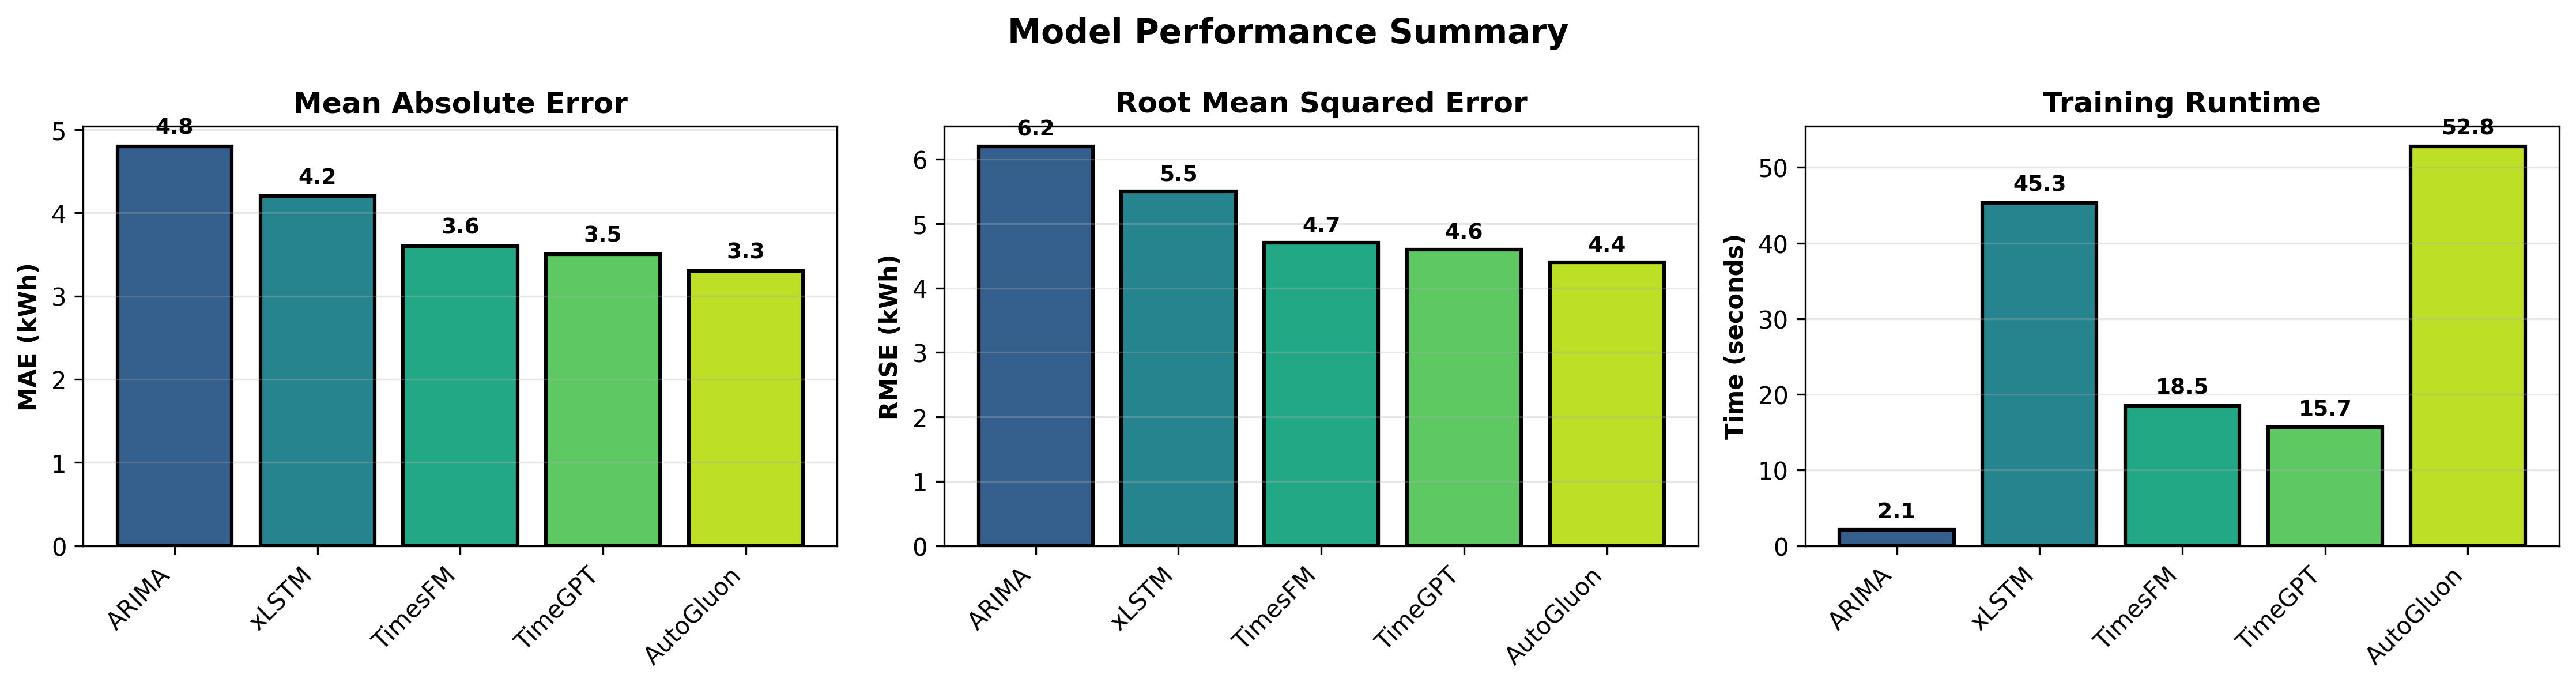 Model Performance Summary
Mean Absolute Error
MAE (kWh)
5
4
3
2
1
0
4.8
4.2
3.6
3.5
3.3
ARIMA
xLSTM
TimesFM
TimeGPT
AutoGluon
Root Mean Squared Error
RMSE (kWh)
6
5
4
3
2
1
0
6.2
5.5
4.7
4.6
4.4
ARIMA
xLSTM
TimesFM
TimeGPT
AutoGluon
Training Runtime
Time (seconds)
50
40
30
20
10
0
2.1
45.3
18.5
15.7
52.8
ARIMA
xLSTM
TimesFM
TimeGPT
AutoGluon